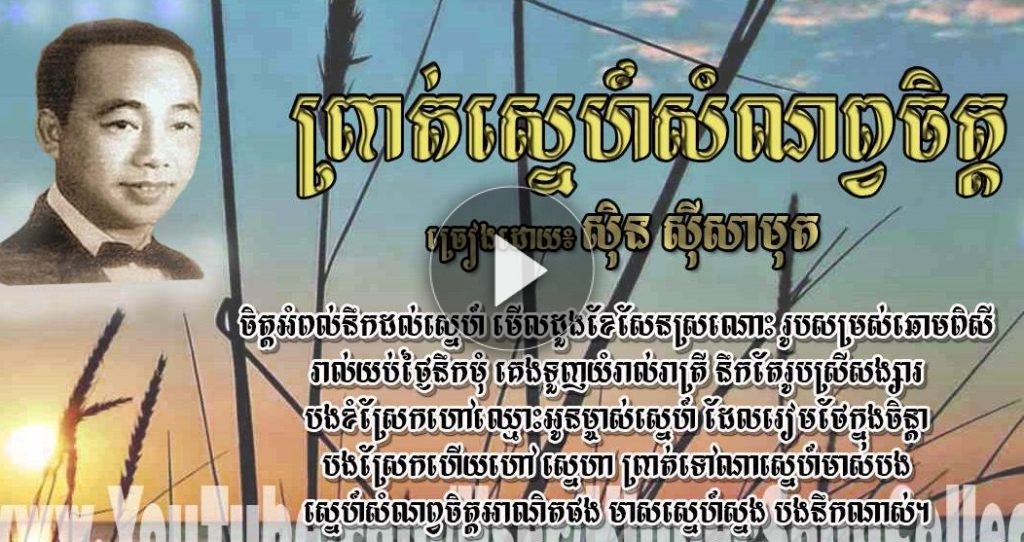 ព្រាត់ស្នេហ៍សំណព្វចិត្ត
ច្រៀងដោយ៖ ស៊ិន ស៊ីសាមុត
ចិត្តអំពល់នឹកដល់ស្នេហ៍ មើលដួងខែសែនស្រណោះ រូបសម្រស់ឆោមពិសី
រាល់យប់ថ្ងៃនឹកមុំ គេងទួញយំរាល់រាត្រី នឹកតែរូបស្រីសង្សារ
បងខំស្រែកហៅឈ្មោះអូនម្ចាស់ស្នេហ៍ ដែលរៀមថែក្នុងចិន្តា
បងស្រែកហើយហៅ ស្នេហា ព្រាត់ទៅណាស្នេហ៍មាស់បង
ស្នេហ៍សំណព្វចិត្តអាណិតផង មាសស្នេហ៍ស្នង បងនឹកណាស់។